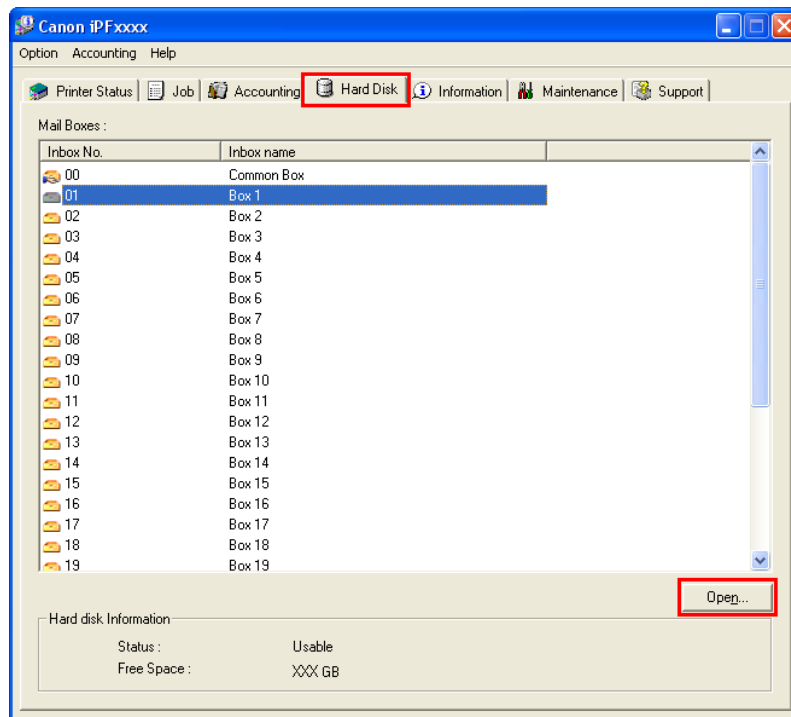 Canon iPFxxxx
Option Accounting Help
Printer Status Job Accounting Hard Disk Information Maintenance Support
Mail Boxes :
Inbox No. Inbox name
00 Common Box
01 Box 1
02 Box 2
03 Box 3
04 Box 4
05 Box 5
06 Box 6
07 Box 7
08 Box 8
09 Box 9
10 Box 10
11 Box 11
12 Box 12
13 Box 13
14 Box 14
15 Box 15
16 Box 16
17 Box 17
18 Box 18
19 Box 19
Open...
Hard disk Information
Status : Usable
Free Space : XXX GB